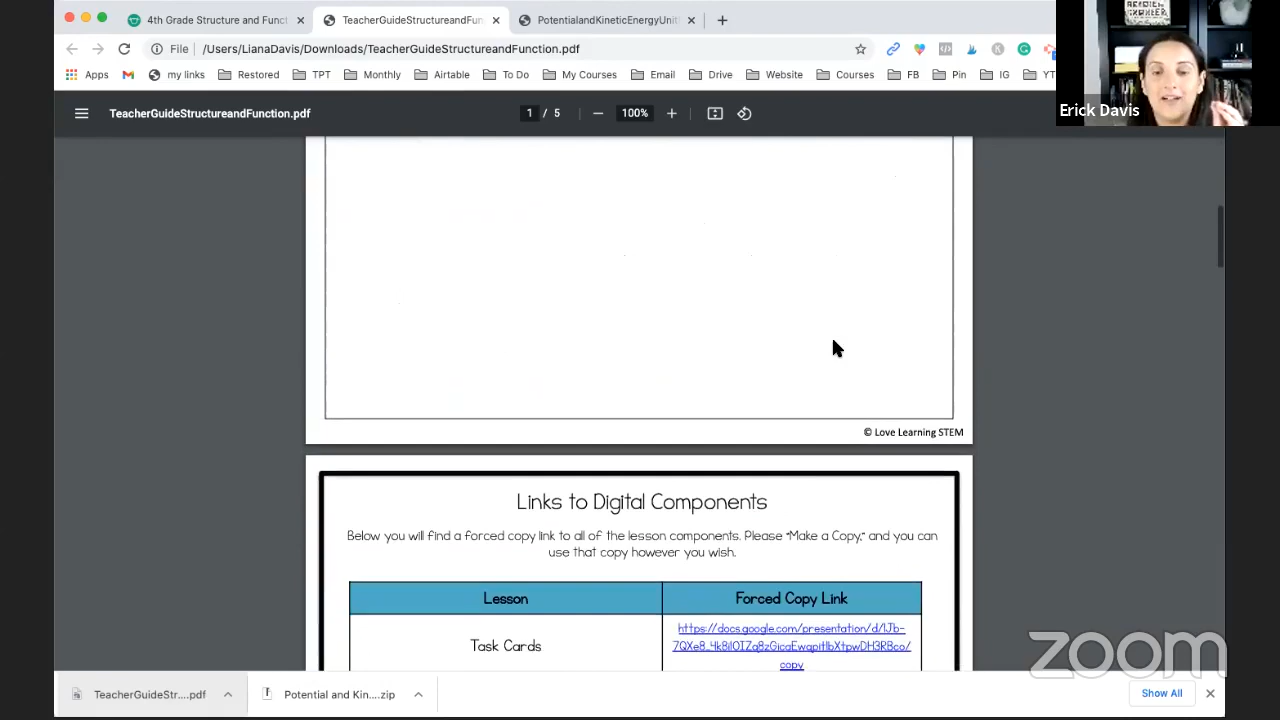 4th Grade Structure and Funct
TeacherGuideStructureandFun
PotentialandKineticEnergyUnit
File
/Users/LianaDavis/Downloads/TeacherGuideStructureandFunction.pdf
Apps
my links
Restored
TPT
Monthly
Airtable
To Do
My Courses
Email
Drive
Website
Courses
FB
Pin
IG
YT
Erick Davis
TeacherGuideStructureandFunction.pdf
1 / 5
100%
© Love Learning STEM
Links to Digital Components
Below you will find a forced copy link to all of the lesson components. Please "Make a Copy," and you can
use that copy however you wish.
Lesson
Forced Copy Link
Task Cards
https://docs.google.com/presentation/d/1Jb-
copy
zoom
TeacherGuideStr....pdf
Potential and Kin....zip
Show All